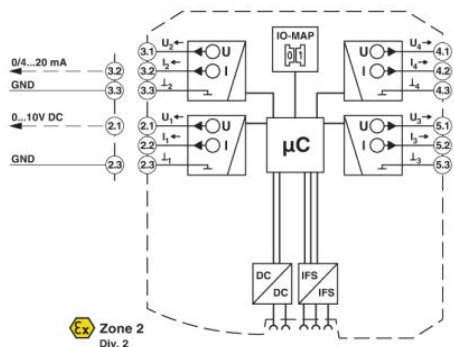 0/4...20 mA
3.2
GND
3.3
0...10V DC
2.1
GND
2.3
3.1 U2←
3.2 I2←
3.3 ⊥2
2.1 U1←
2.2 I1←
2.3 ⊥1
U
I
U
I
IO-MAP
0 1
µC
U
I
U
I
U4→ 4.1
I4→ 4.2
⊥4 4.3
U3→ 5.1
I3→ 5.2
⊥3 5.3
DC
DC
IFS
IFS
Ex Zone 2
Div. 2